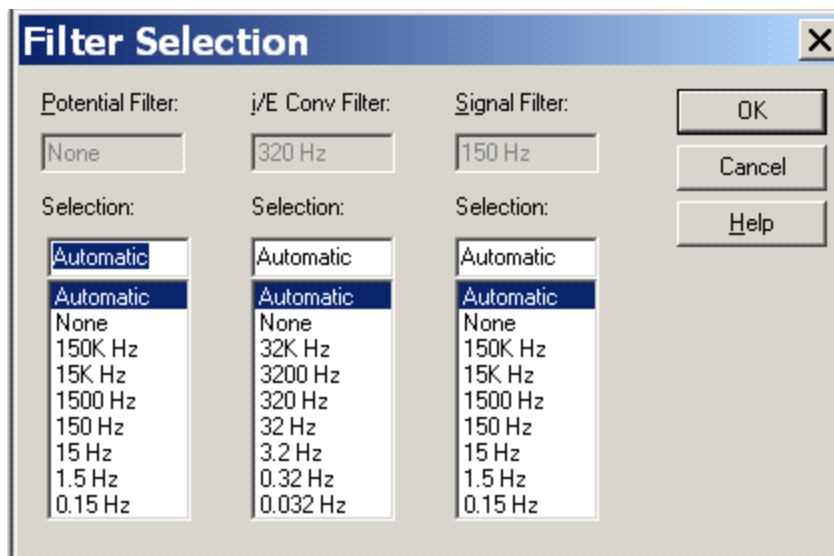 Filter Selection
Potential Filter:
i/E Conv Filter:
Signal Filter:
OK
None
320 Hz
150 Hz
Cancel
Selection:
Selection:
Selection:
Help
Automatic
Automatic
Automatic
Automatic
None
150K Hz
15K Hz
1500 Hz
150 Hz
15 Hz
1.5 Hz
0.15 Hz
Automatic
None
32K Hz
3200 Hz
320 Hz
32 Hz
3.2 Hz
0.32 Hz
0.032 Hz
Automatic
None
150K Hz
15K Hz
1500 Hz
150 Hz
15 Hz
1.5 Hz
0.15 Hz